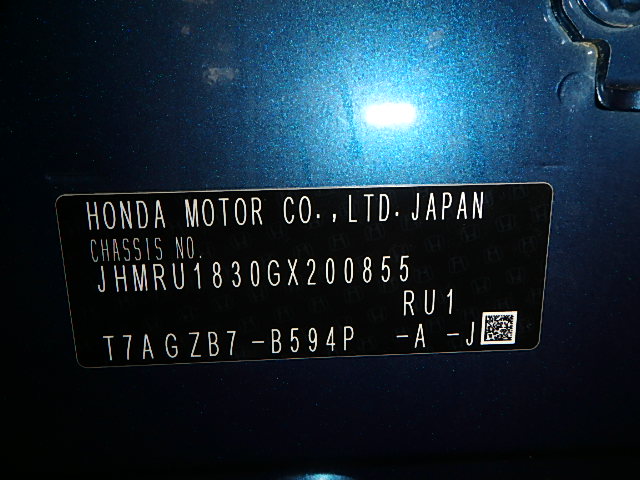 HONDA MOTOR CO.,LTD.JAPAN
CHASSIS NO.
JHMRU1830GX200855
RU1
T7AGZB7-B594P -A -J